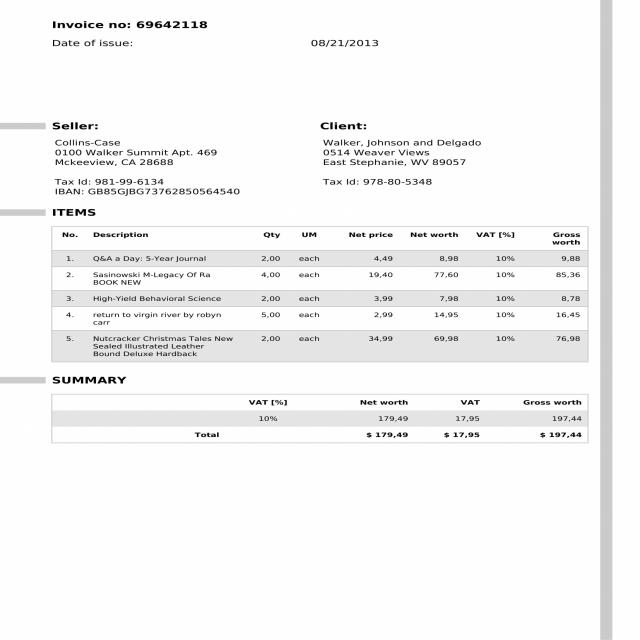 Invoice no: 69642118
Date of issue: 08/21/2013
Seller: Client:
Collins-Case Walker, Johnson and Delgado
0100 Walker Summit Apt. 469 0514 Weaver Views
Mckeeview, CA 28688 East Stephanie, WV 89057
Tax Id: 981-99-6134 Tax Id: 978-80-5348
IBAN: GB85GJBG73762850564540
ITEMS
No. Description Qty UM Net price Net worth VAT [%] Gross
worth
1. Q&A a Day: 5-Year Journal 2,00 each 4,49 8,98 10% 9,88
2. Sasinowski M-Legacy Of Ra 4,00 each 19,40 77,60 10% 85,36
BOOK NEW
3. High-Yield Behavioral Science 2,00 each 3,99 7,98 10% 8,78
4. return to virgin river by robyn 5,00 each 2,99 14,95 10% 16,45
carr
5. Nutcracker Christmas Tales New 2,00 each 34,99 69,98 10% 76,98
Sealed Illustrated Leather
Bound Deluxe Hardback
SUMMARY
VAT [%] Net worth VAT Gross worth
10% 179,49 17,95 197,44
Total $ 179,49 $ 17,95 $ 197,44